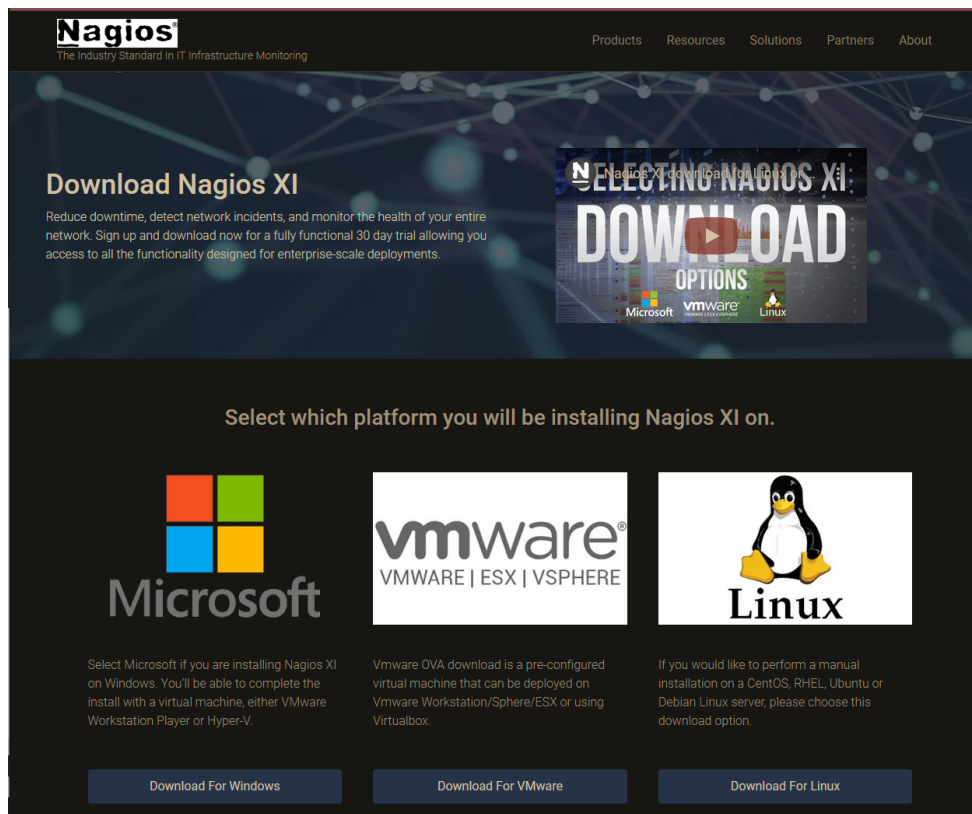 Nagios®
The Industry Standard In IT Infrastructure Monitoring
Products Resources Solutions Partners About
Download Nagios XI
Reduce downtime, detect network incidents, and monitor the health of your entire
network. Sign up and download now for a fully functional 30 day trial allowing you
access to all the functionality designed for enterprise-scale deployments.
N
Nagios XI download for Linux or ...
SELECTING NAGIOS XI
DOWNLOAD
OPTIONS
Microsoft
vmware®
VMWARE | ESX | VSPHERE
Linux
Select which platform you will be installing Nagios XI on.
Microsoft
vmware®
VMWARE | ESX | VSPHERE
Linux
Select Microsoft if you are installing Nagios XI
on Windows. You'll be able to complete the
install with a virtual machine, either VMware
Workstation Player or Hyper-V.
Vmware OVA download is a pre-configured
virtual machine that can be deployed on
Vmware Workstation/Sphere/ESX or using
Virtualbox.
If you would like to perform a manual
installation on a CentOS, RHEL, Ubuntu or
Debian Linux server, please choose this
download option.
Download For Windows
Download For VMware
Download For Linux